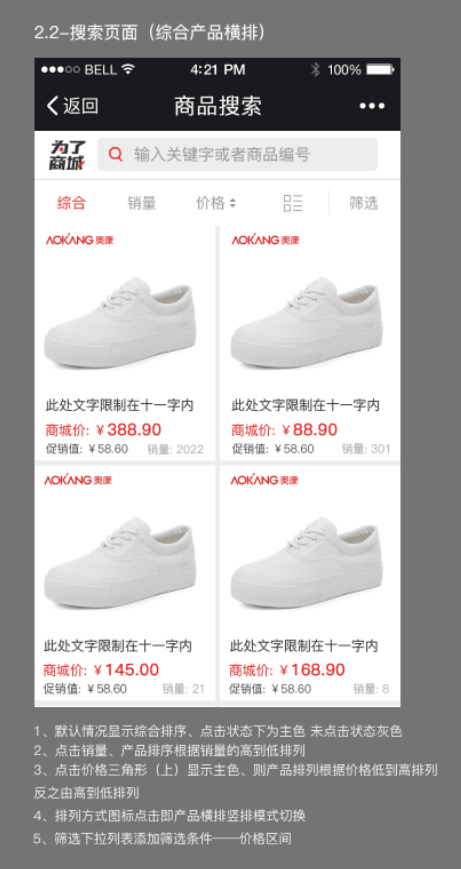 2.2-搜索页面（综合产品横排）
BELL 4:21 PM 100%
返回 商品搜索
为了
商城
输入关键字或者商品编号
综合 销量 价格 筛选
AOKANG 奥康 AOKANG 奥康
此处文字限制在十一字内 此处文字限制在十一字内
商城价: ￥388.90 商城价: ￥88.90
促销值: ￥58.60 销量: 2022 促销值: ￥58.60 销量: 301
AOKANG 奥康 AOKANG 奥康
此处文字限制在十一字内 此处文字限制在十一字内
商城价: ￥145.00 商城价: ￥168.90
促销值: ￥58.60 销量: 21 促销值: ￥58.60 销量: 8
1、默认情况显示综合排序、点击状态下为主色 未点击状态灰色
2、点击销量、产品排序根据销量的高到低排列
3、点击价格三角形（上）显示主色、则产品排列根据价格低到高排列
反之由高到低排列
4、排列方式图标点击即产品横排竖排模式切换
5、筛选下拉列表添加筛选条件——价格区间